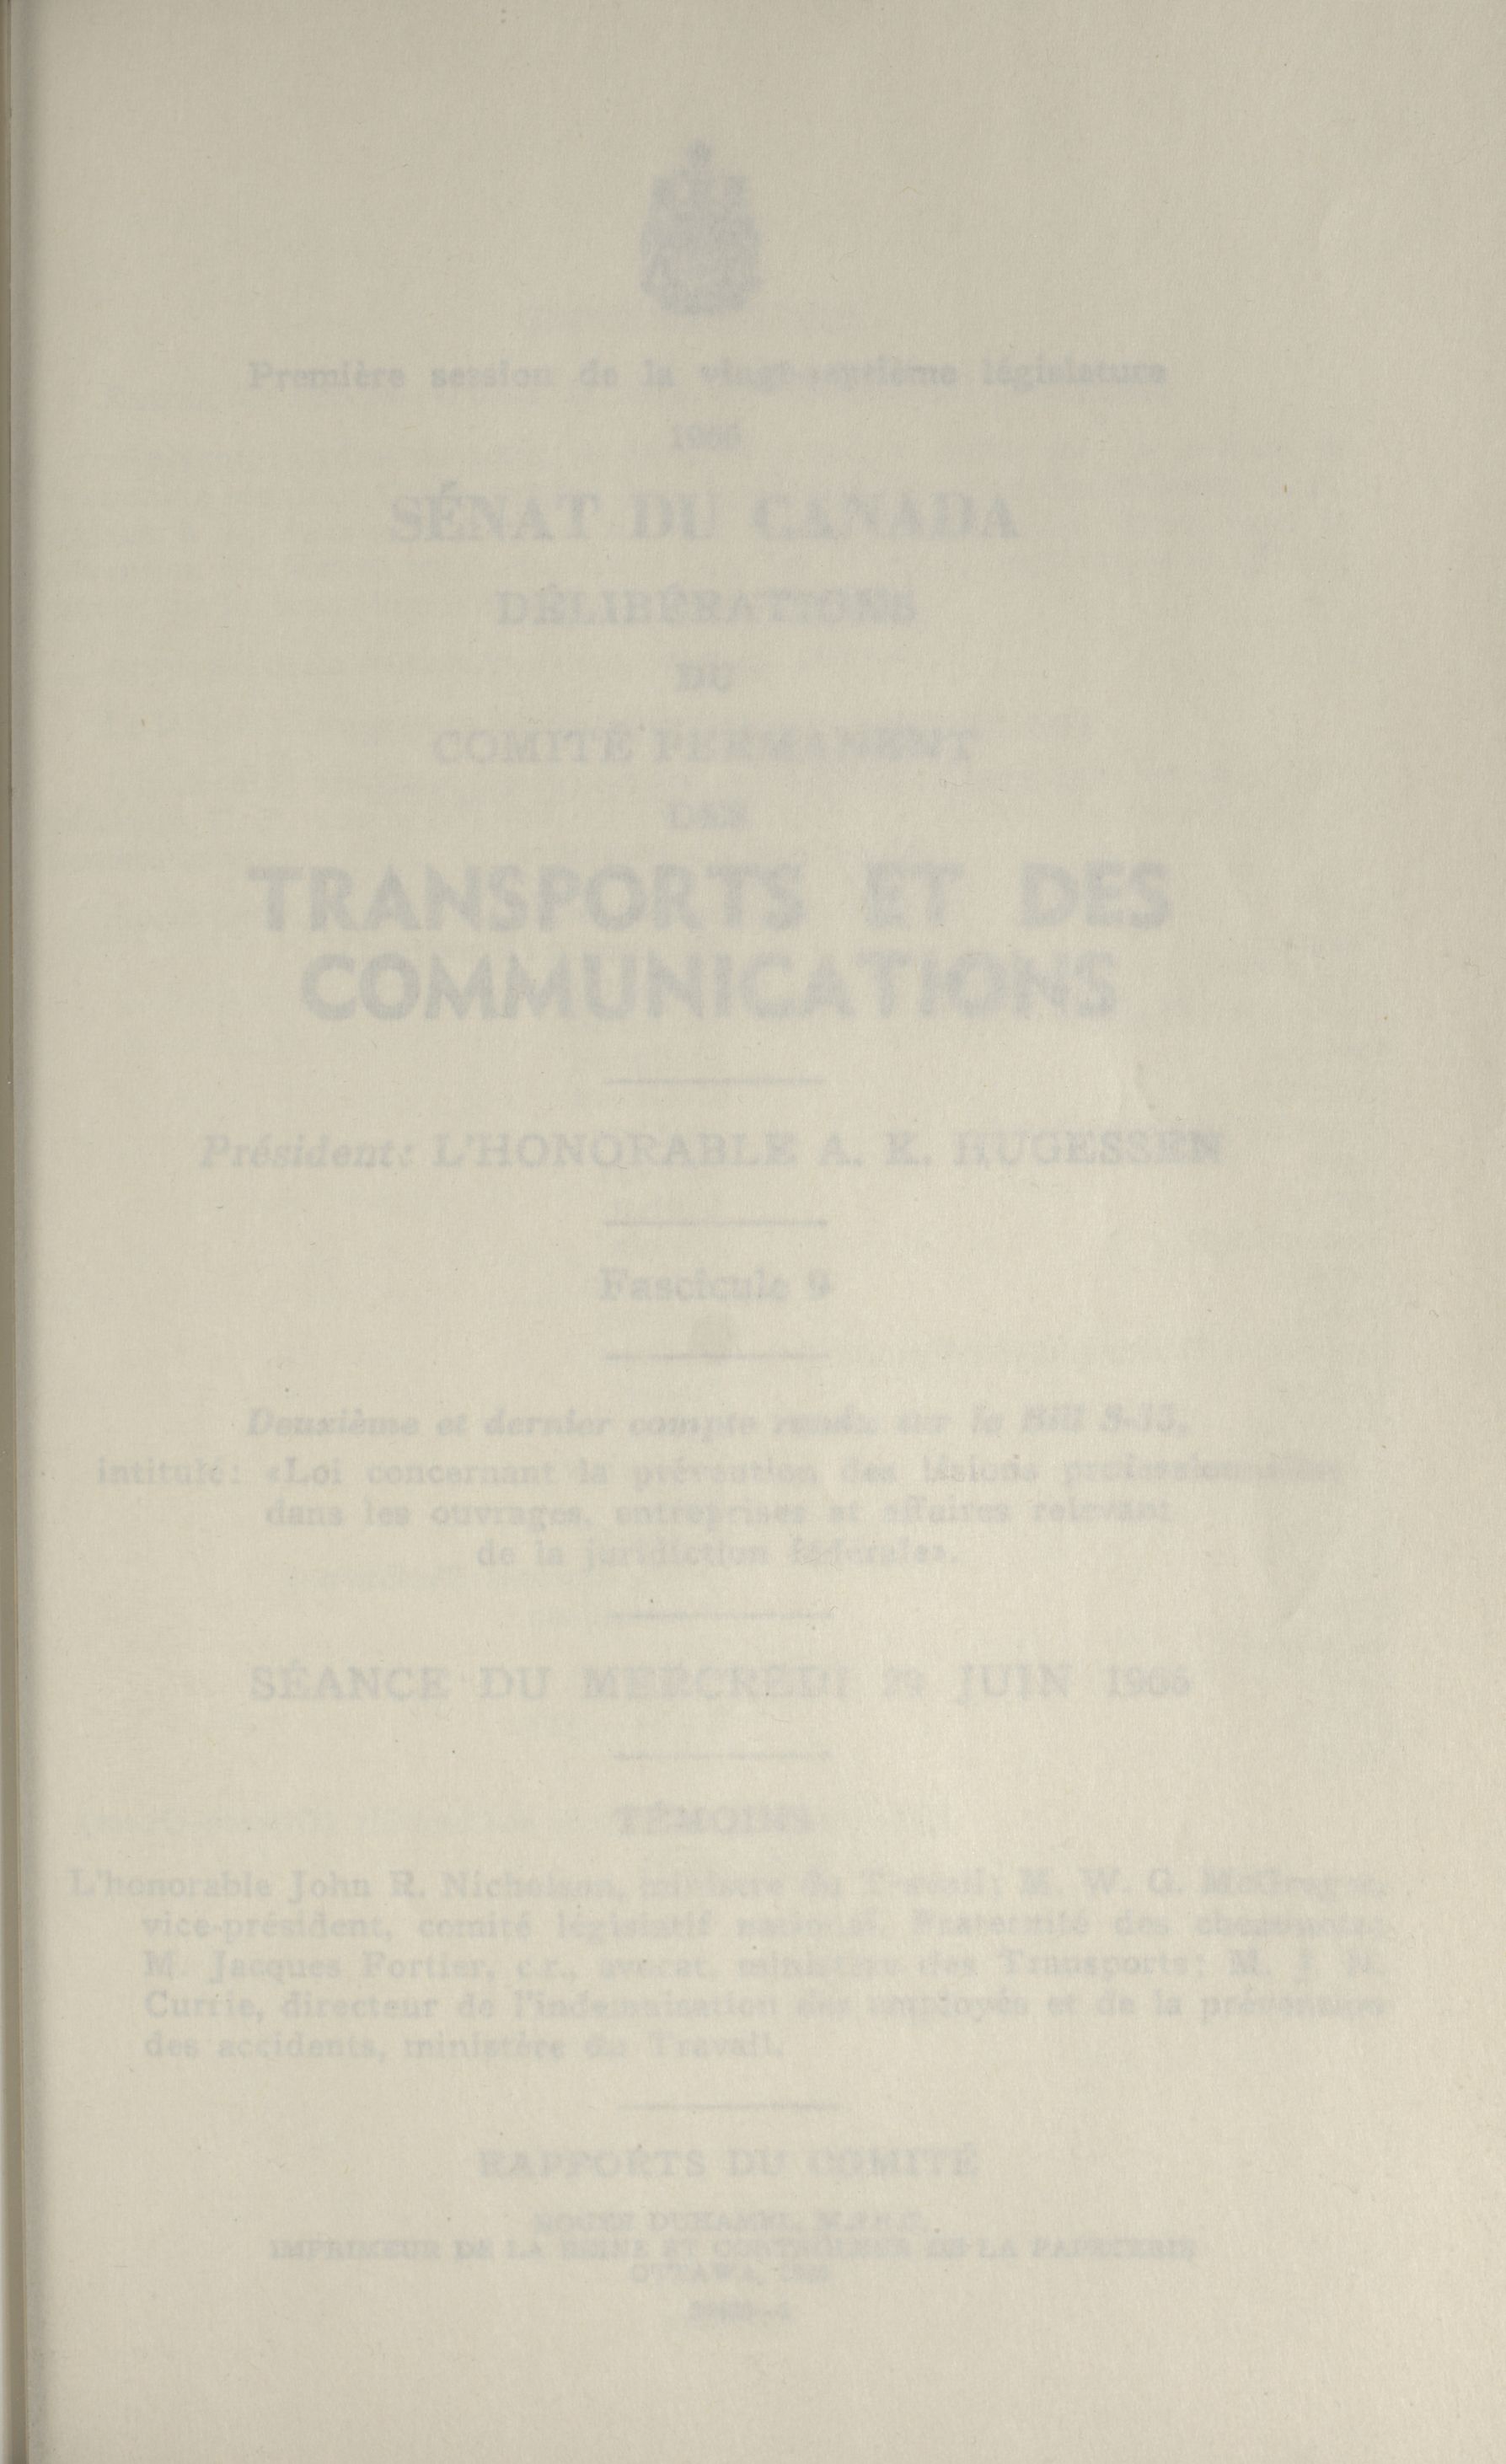 Première session de la vingt-septième législature
1966
SÉNAT DU CANADA
DÉLIBÉRATIONS
DU
COMITÉ PERMANENT
DES
TRANSPORTS ET DES
COMMUNICATIONS
Président: L'HONORABLE A. K. HUGESSEN
Fascicule 9
Deuxième et dernier compte rendu sur le Bill S-35,
intitulé: «Loi concernant la prévention des lésions professionnelles
dans les ouvrages, entreprises et affaires relevant
de la juridiction fédérale».
SÉANCE DU MERCREDI 29 JUIN 1966
TÉMOINS
L'honorable John R. Nicholson, ministre du Travail; M. W. G. McGregor,
vice-président, comité législatif national, Fraternité des cheminots;
M. Jacques Fortier, c.r., avocat, ministère des Transports; M. J. H.
Currie, directeur de l'indemnisation des employés et de la prévention
des accidents, ministère du Travail.
RAPPORTS DU COMITÉ
ROGER DUHAMEL, M.S.R.C.
IMPRIMEUR DE LA REINE ET CONTRÔLEUR DE LA PAPETERIE
OTTAWA, 1966